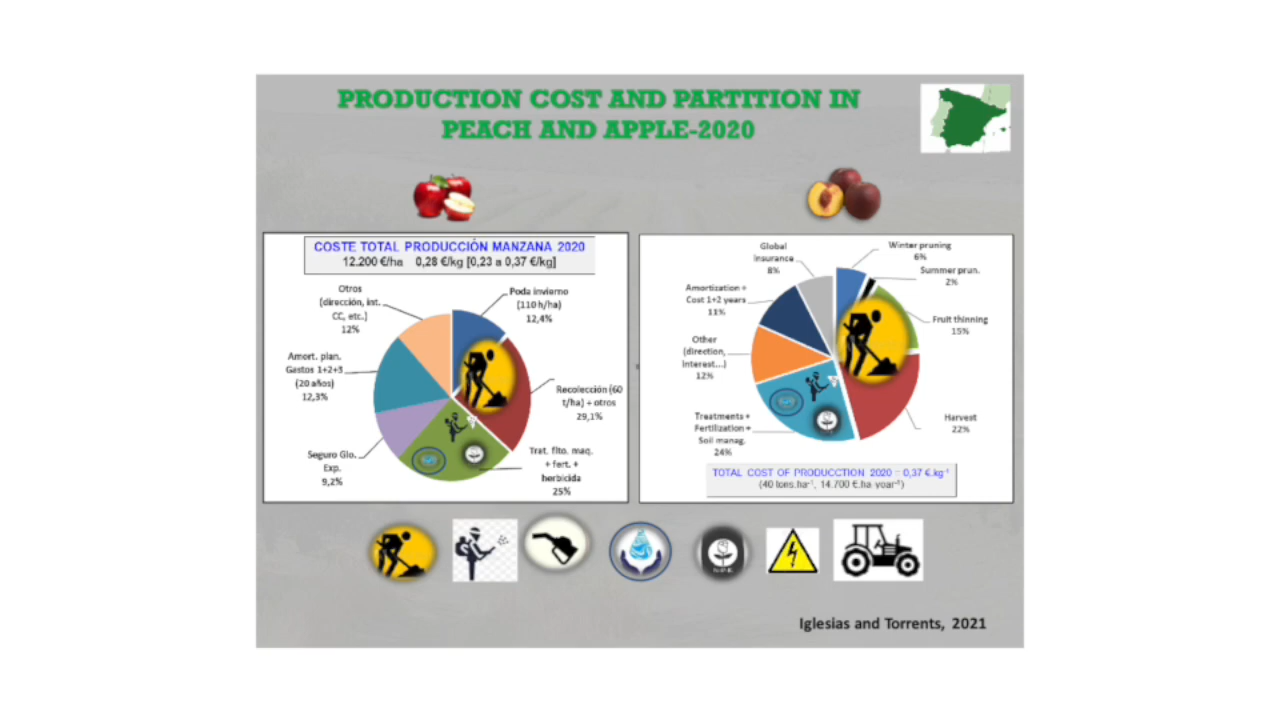 PRODUCTION COST AND PARTITION IN
PEACH AND APPLE-2020
COSTE TOTAL PRODUCCIÓN MANZANA 2020
12.200 €/ha 0,28 €/kg [0,23 a 0,37 €/kg]
Otros
(dirección, int.
CC, etc.)
12%
Poda invierno
(110 h/ha)
12,4%
Amort. plan.
Gastos 1+2+3
(20 años)
12,3%
Recolección (60
t/ha) + otros
29,1%
Seguro Glo.
Exp.
9,2%
Trat. fito. maq.
+ fert. +
herbicida
25%
Global
insurance
8%
Winter pruning
6%
Summer prun.
2%
Amortization +
Cost 1+2 years
11%
Fruit thinning
15%
Other
(direction,
interest...)
12%
Treatments +
Fertilization +
Soil manag.
24%
Harvest
22%
TOTAL COST OF PRODUCCTION 2020 = 0,37 €.kg⁻¹
(40 tons.ha⁻¹, 14.700 €.ha year⁻¹)
N-P-K
Iglesias and Torrents, 2021